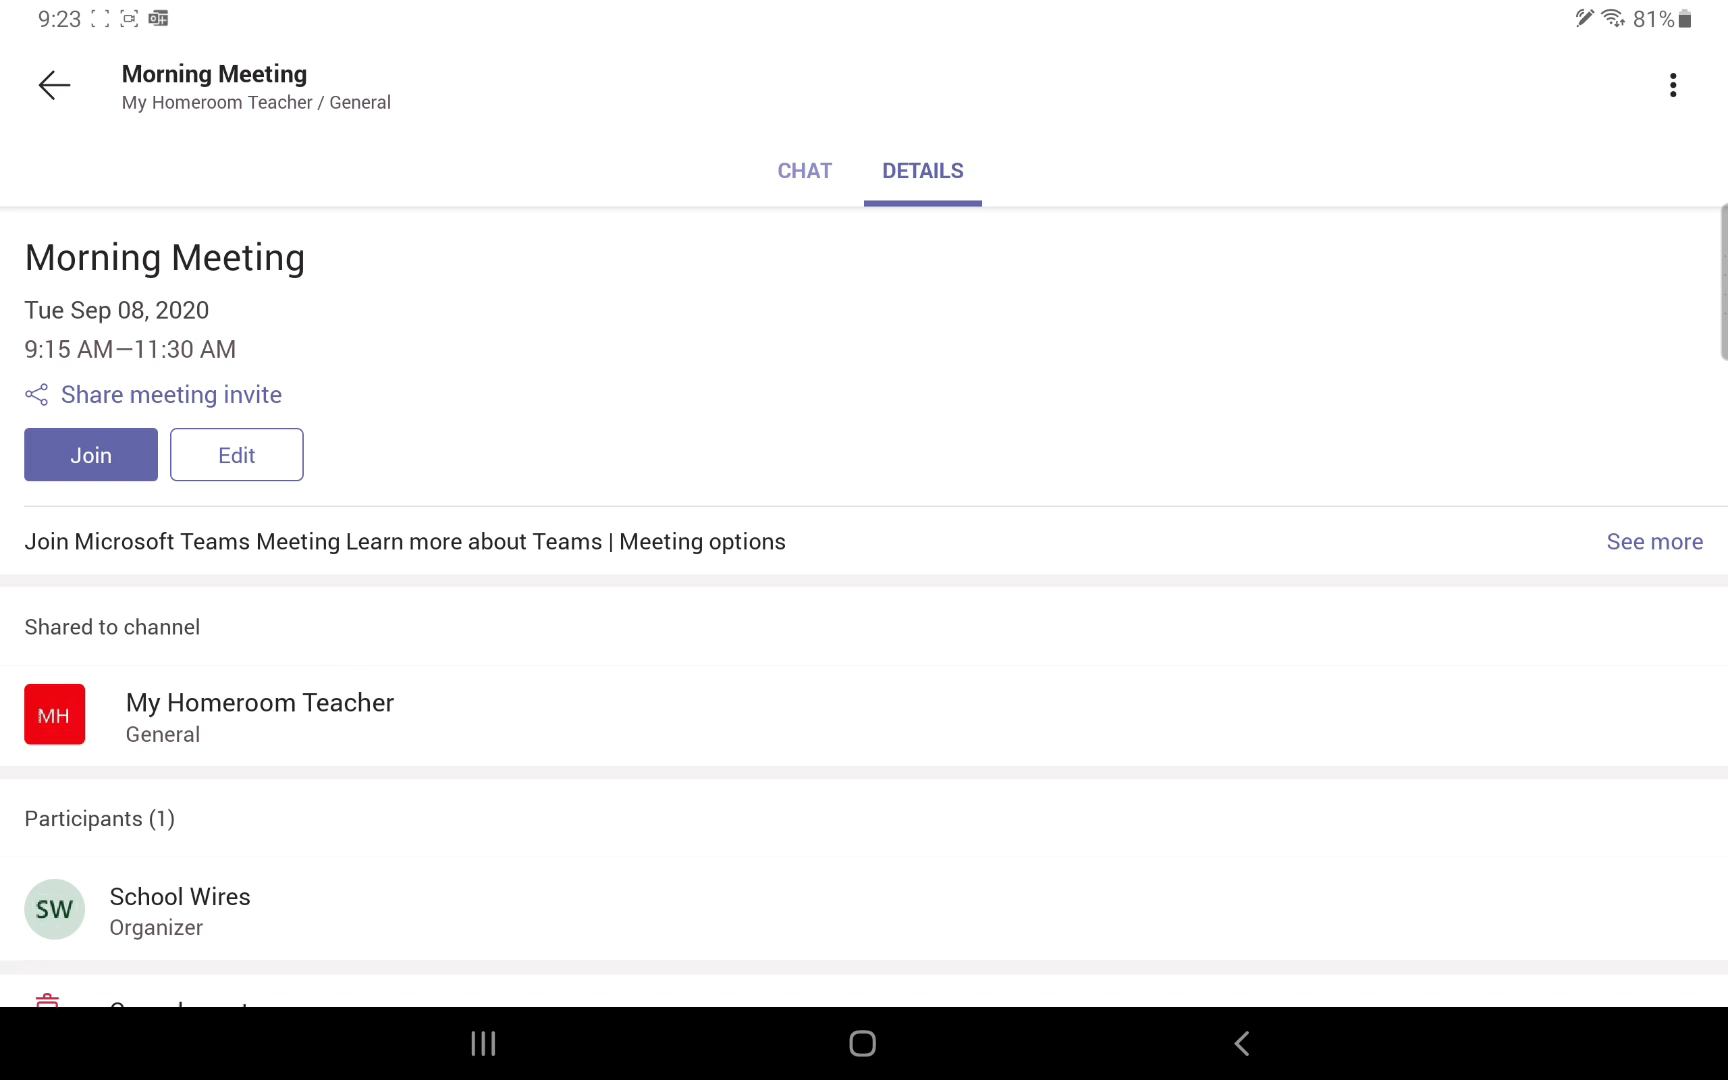 9:23
81%
Morning Meeting
My Homeroom Teacher / General
CHAT DETAILS
Morning Meeting
Tue Sep 08, 2020
9:15 AM—11:30 AM
Share meeting invite
Join Edit
Join Microsoft Teams Meeting Learn more about Teams | Meeting options See more
Shared to channel
MH
My Homeroom Teacher
General
Participants (1)
SW
School Wires
Organizer